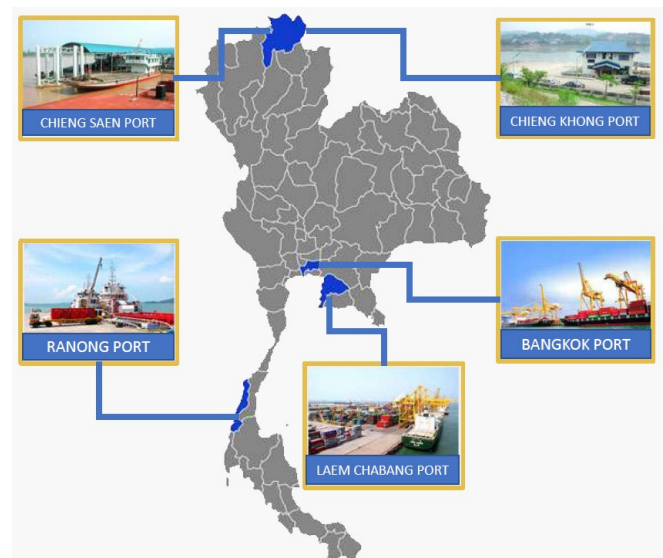 CHIENG SAEN PORT
CHIENG KHONG PORT
RANONG PORT
BANGKOK PORT
LAEM CHABANG PORT